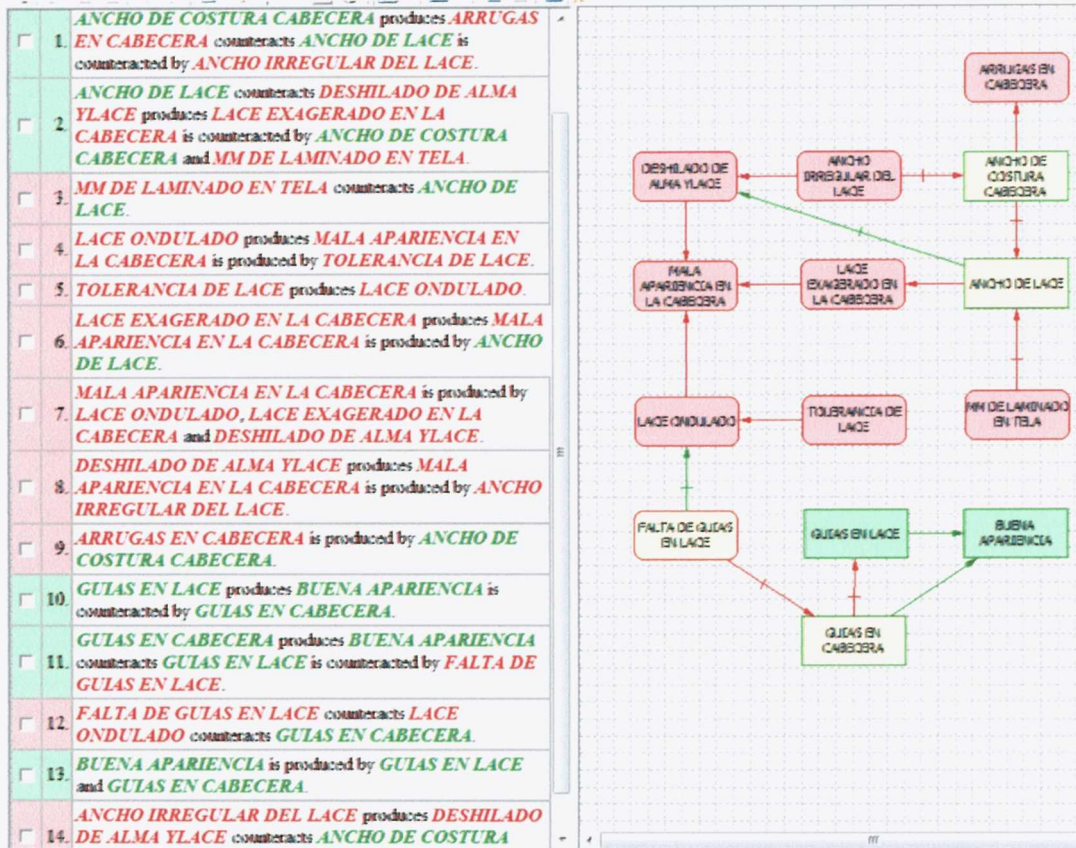 1. ANCHO DE COSTURA CABECERA produces ARRUGAS
EN CABECERA counteracts ANCHO DE LACE is
counteracted by ANCHO IRREGULAR DEL LACE.
2. ANCHO DE LACE counteracts DESHILADO DE ALMA
YLACE produces LACE EXAGERADO EN LA
CABECERA is counteracted by ANCHO DE COSTURA
CABECERA and MM DE LAMINADO EN TELA.
3. MM DE LAMINADO EN TELA counteracts ANCHO DE
LACE.
4. LACE ONDULADO produces MALA APARIENCIA EN
LA CABECERA is produced by TOLERANCIA DE LACE.
5. TOLERANCIA DE LACE produces LACE ONDULADO.
6. LACE EXAGERADO EN LA CABECERA produces MALA
APARIENCIA EN LA CABECERA is produced by ANCHO
DE LACE.
7. MALA APARIENCIA EN LA CABECERA is produced by
LACE ONDULADO, LACE EXAGERADO EN LA
CABECERA and DESHILADO DE ALMA YLACE.
8. DESHILADO DE ALMA YLACE produces MALA
APARIENCIA EN LA CABECERA is produced by ANCHO
IRREGULAR DEL LACE.
9. ARRUGAS EN CABECERA is produced by ANCHO DE
COSTURA CABECERA.
10. GUIAS EN LACE produces BUENA APARIENCIA is
counteracted by GUIAS EN CABECERA.
11. GUIAS EN CABECERA produces BUENA APARIENCIA
counteracts GUIAS EN LACE is counteracted by FALTA DE
GUIAS EN LACE.
12. FALTA DE GUIAS EN LACE counteracts LACE
ONDULADO counteracts GUIAS EN CABECERA.
13. BUENA APARIENCIA is produced by GUIAS EN LACE
and GUIAS EN CABECERA.
14. ANCHO IRREGULAR DEL LACE produces DESHILADO
DE ALMA YLACE counteracts ANCHO DE COSTURA
ARRUGAS EN
CABECERA
DESHILADO DE
ALMA YLACE
ANCHO
IRREGULAR DEL
LACE
ANCHO DE
COSTURA
CABECERA
MALA
APARIENCIA EN
LA CABECERA
LACE
EXAGERADO EN
LA CABECERA
ANCHO DE LACE
LACE ONDULADO
TOLERANCIA DE
LACE
MM DE LAMINADO
EN TELA
FALTA DE GUIAS
EN LACE
GUIAS EN LACE
BUENA
APARIENCIA
GUIAS EN
CABECERA